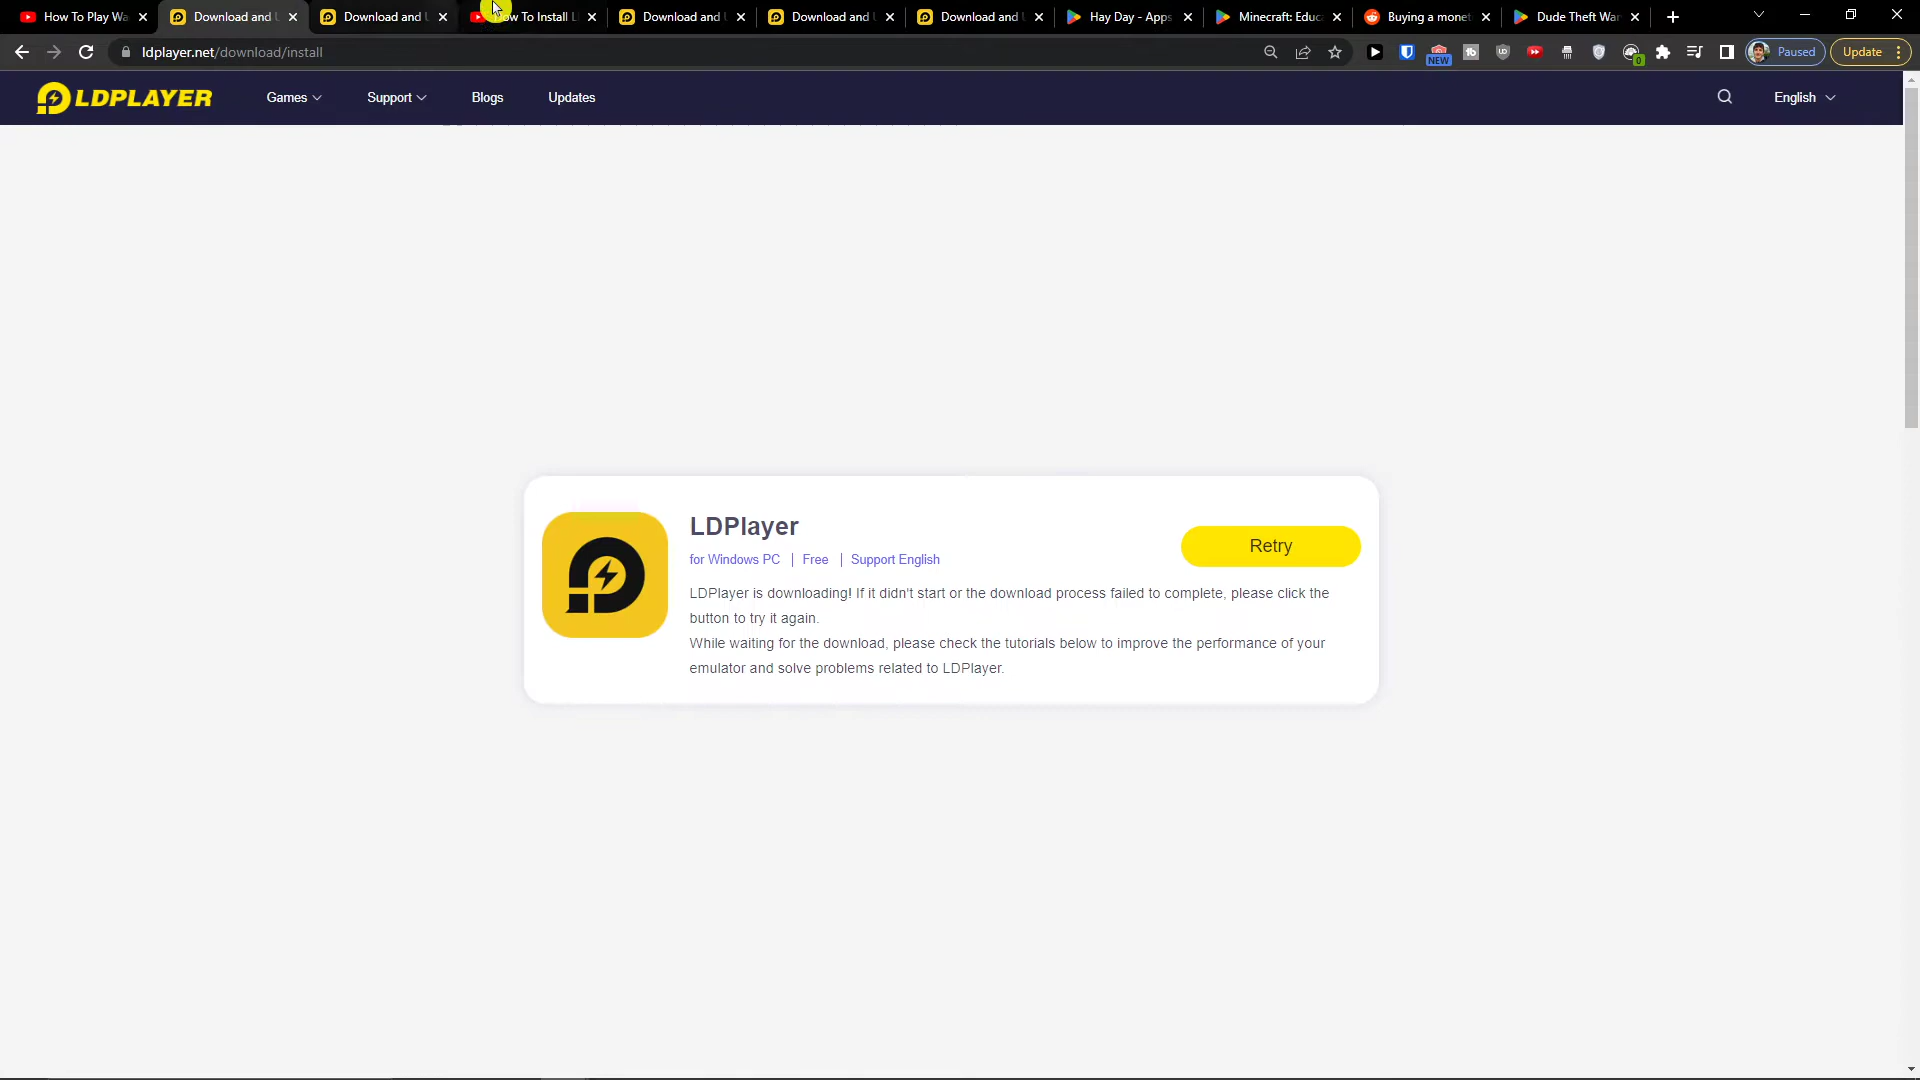 How To Play Wa
Download and U
Download and U
How To Install L
Download and U
Download and U
Download and U
Hay Day - Apps
Minecraft: Educa
Buying a monet
Dude Theft War
ldplayer.net/download/install
NEW
0
Paused
Update
LDPLAYER
Games
Support
Blogs
Updates
English
LDPlayer
for Windows PC | Free | Support English
Retry
LDPlayer is downloading! If it didn't start or the download process failed to complete, please click the
button to try it again.
While waiting for the download, please check the tutorials below to improve the performance of your
emulator and solve problems related to LDPlayer.